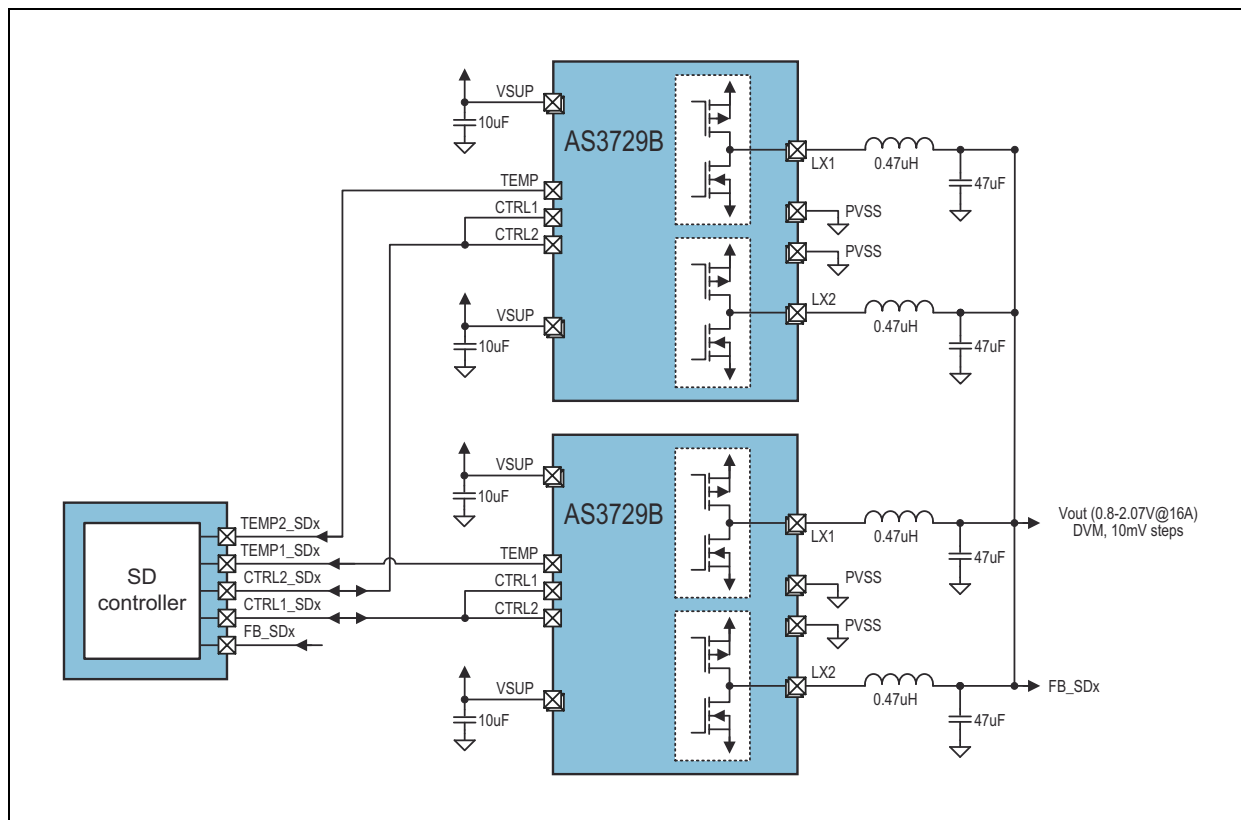 VSUP
10uF
AS3729B
TEMP
CTRL1
CTRL2
VSUP
10uF
LX1
0.47uH
47uF
PVSS
PVSS
LX2
0.47uH
47uF
VSUP
10uF
AS3729B
TEMP
CTRL1
CTRL2
VSUP
10uF
LX1
0.47uH
47uF
PVSS
PVSS
LX2
0.47uH
47uF
Vout (0.8-2.07V@16A)
DVM, 10mV steps
FB_SDx
SD
controller
TEMP2_SDx
TEMP1_SDx
CTRL2_SDx
CTRL1_SDx
FB_SDx